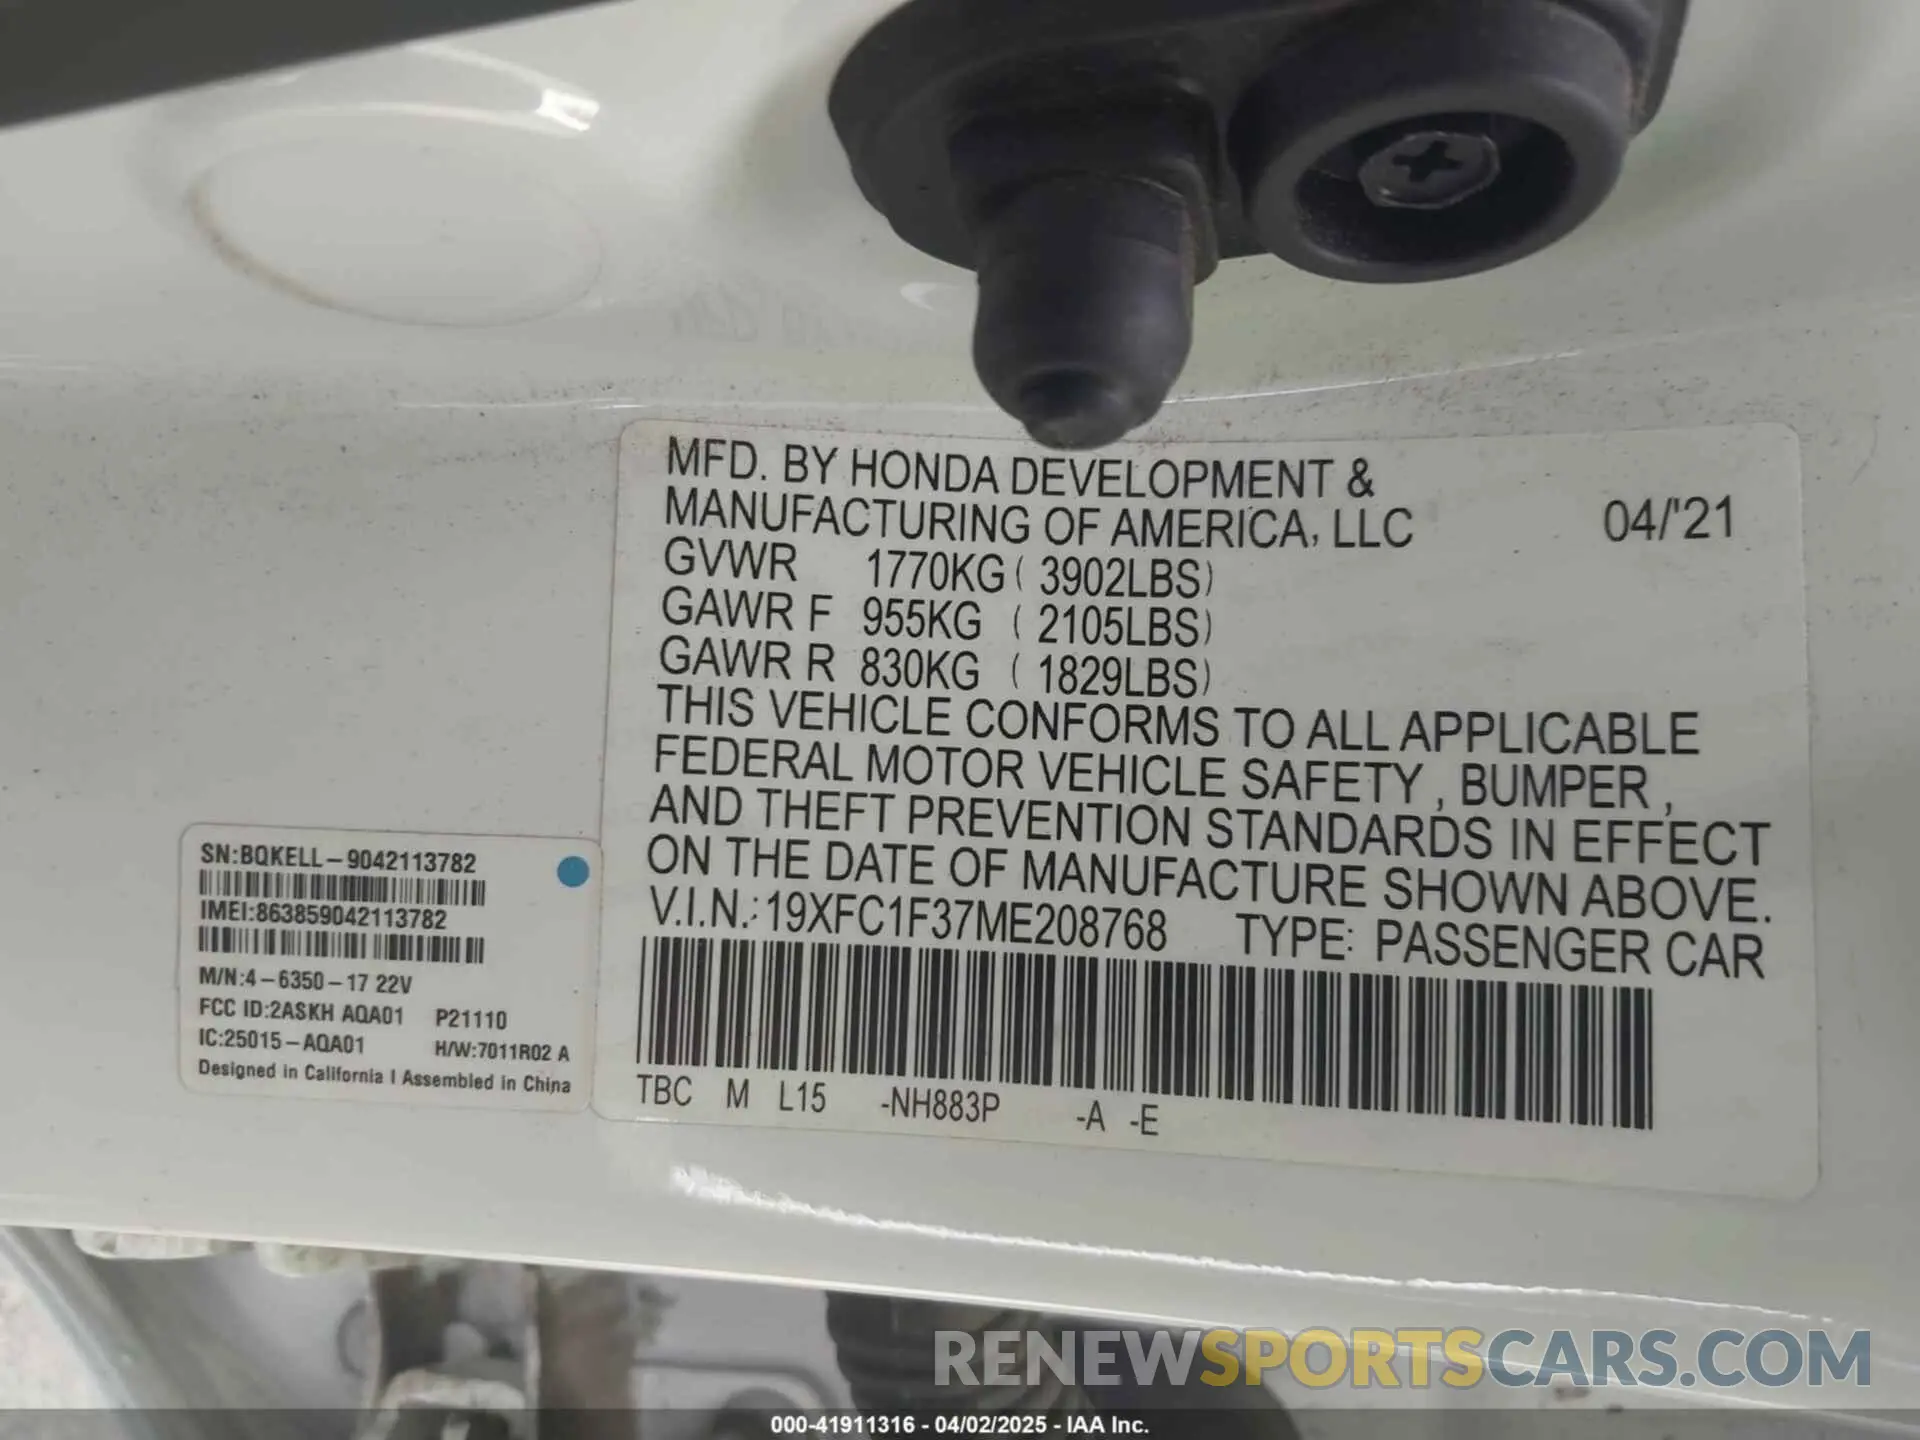 MFD. BY HONDA DEVELOPMENT &
MANUFACTURING OF AMERICA, LLC 04/'21
GVWR 1770KG ( 3902LBS)
GAWR F 955KG ( 2105LBS)
GAWR R 830KG ( 1829LBS)
THIS VEHICLE CONFORMS TO ALL APPLICABLE
FEDERAL MOTOR VEHICLE SAFETY , BUMPER ,
AND THEFT PREVENTION STANDARDS IN EFFECT
ON THE DATE OF MANUFACTURE SHOWN ABOVE.
V.I.N.: 19XFC1F37ME208768 TYPE: PASSENGER CAR
TBC M L15 -NH883P -A -E
SN:BQKELL-9042113782
IMEI:863859042113782
M/N:4-6350-17 22V
FCC ID:2ASKH AQA01 P21110
IC:25015-AQA01 H/W:7011R02 A
Designed in California I Assembled in China
RENEWSPORTSCARS.COM
000-41911316 - 04/02/2025 - IAA Inc.